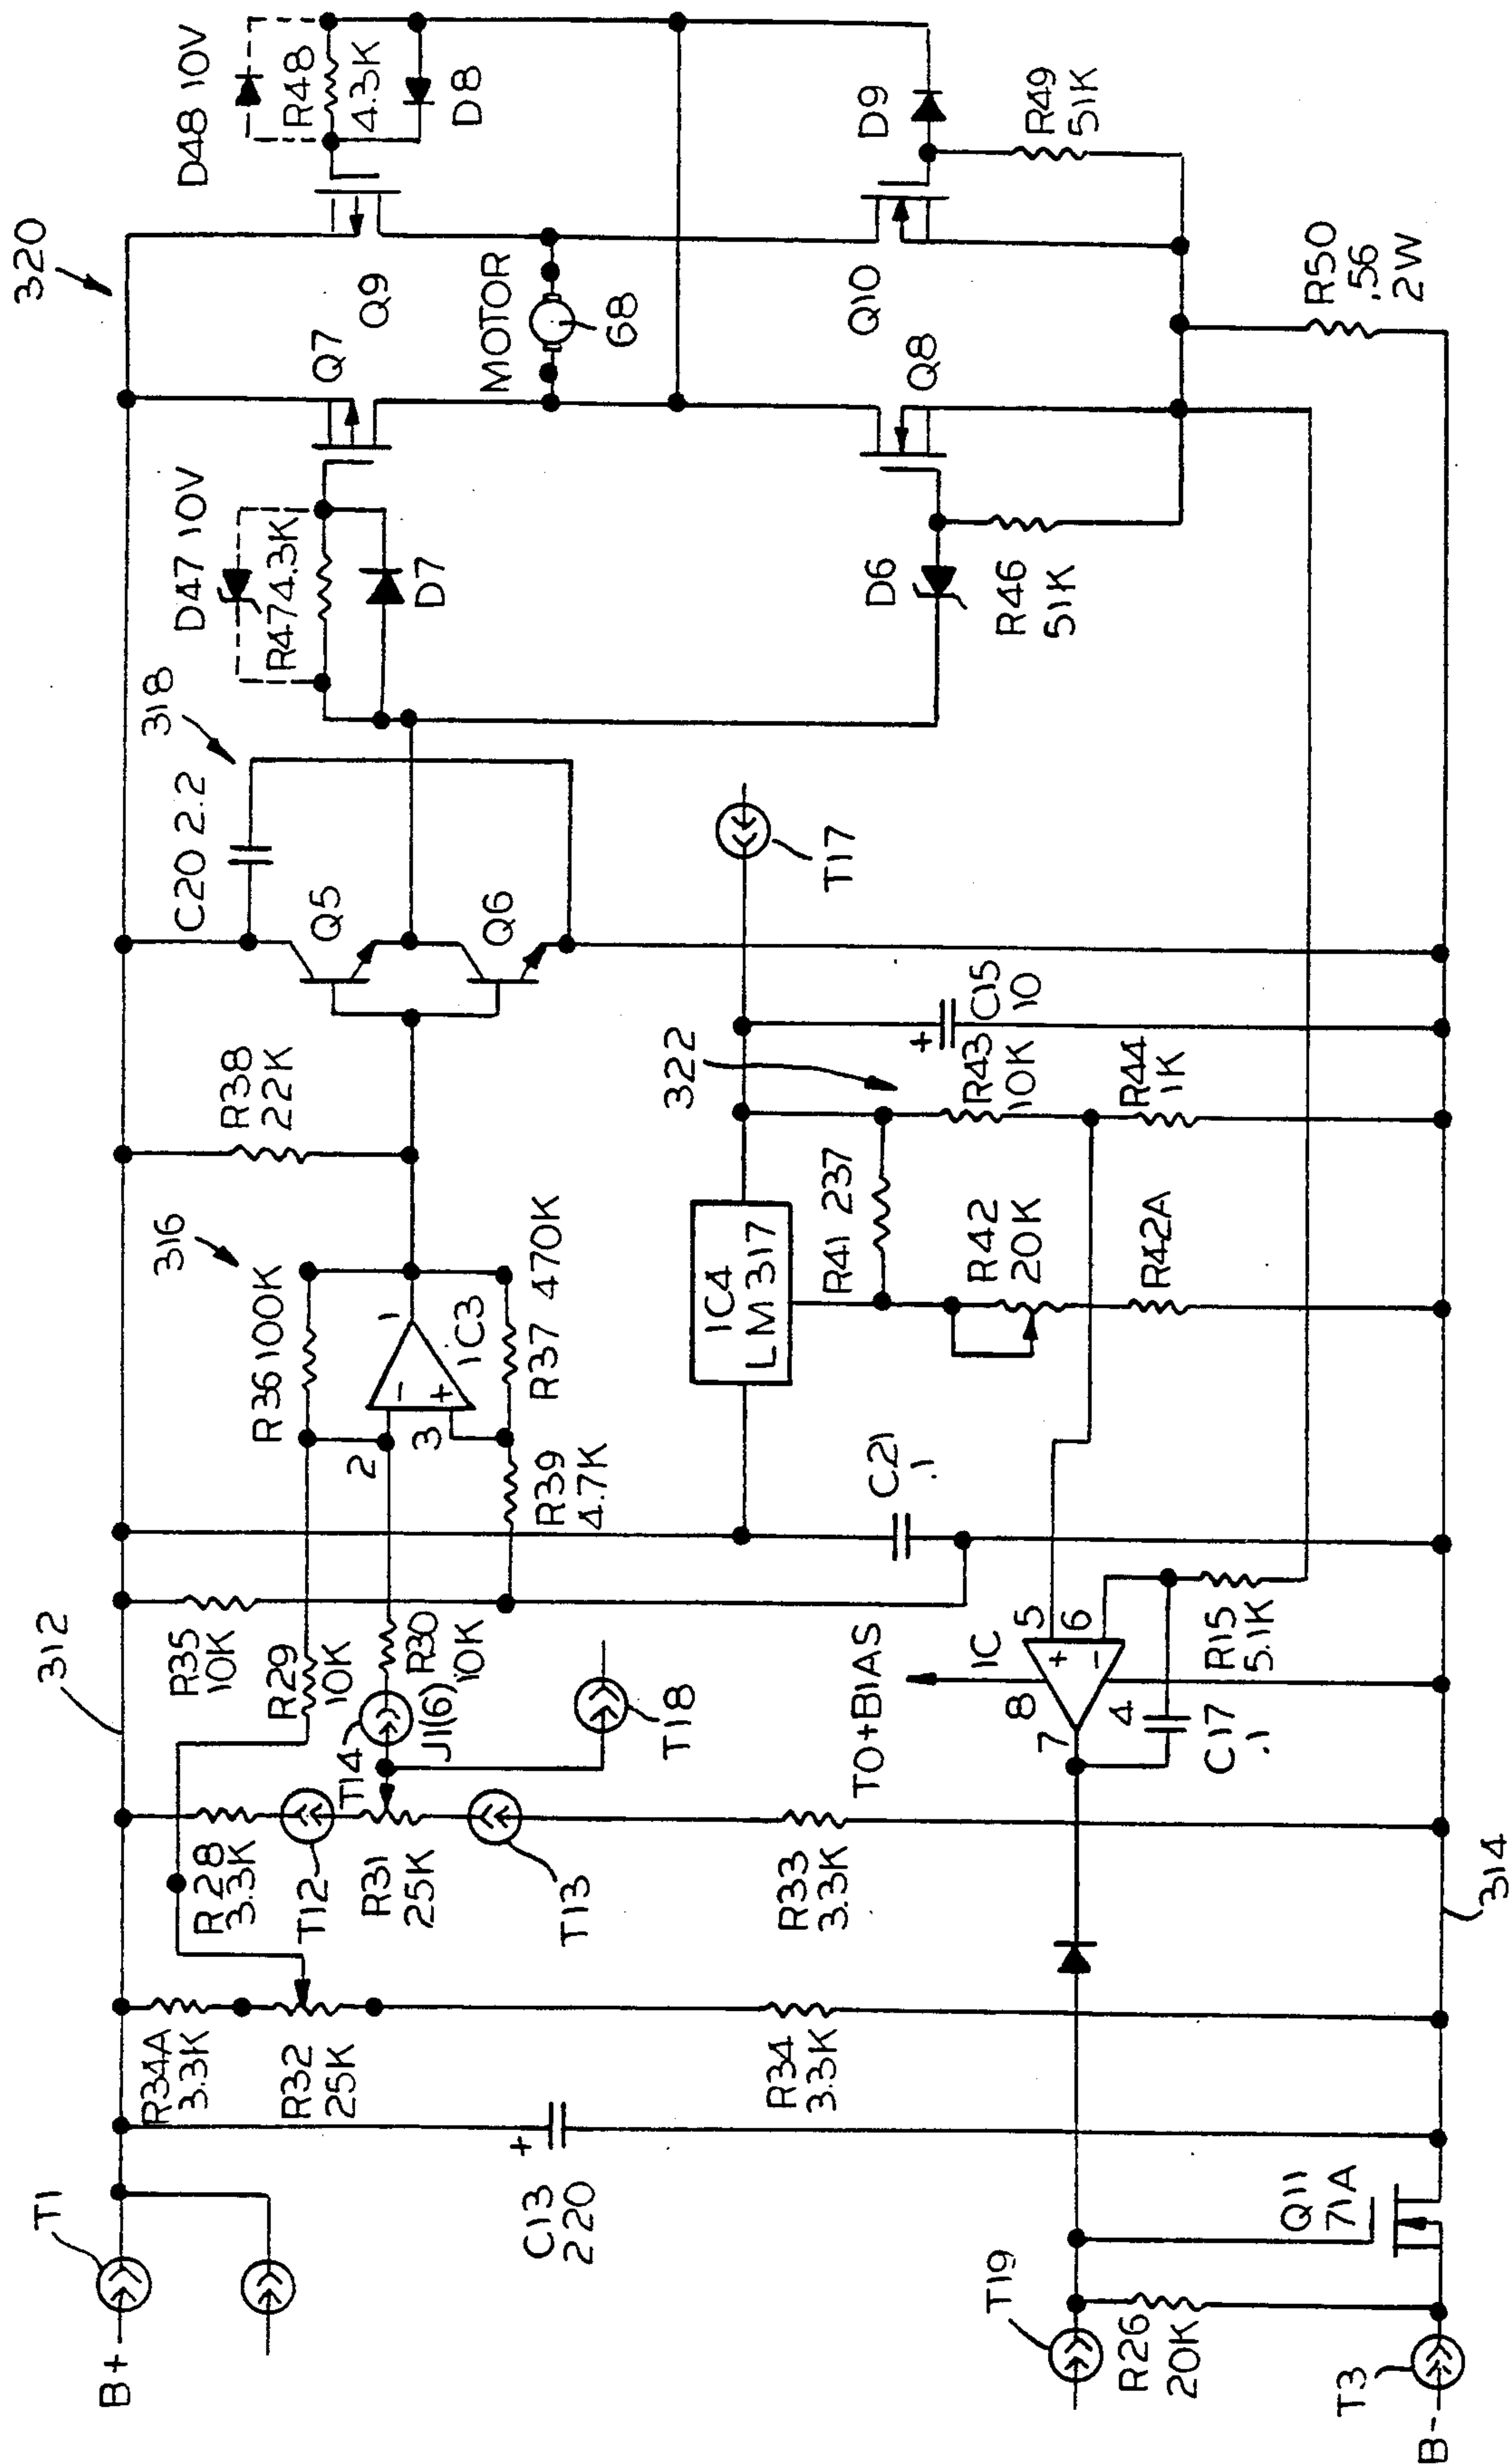 B+
T1
C13
220
R34A
3.3K
R32
25K
R34
3.3K
312
R28
3.3K
T12
R31
25K
T13
T14
J1(6)
R33
3.3K
T18
R35
10K
R29
10K
R30
10K
R39
4.7K
316
R36 100K
2
3
-
+
1
IC3
R37 470K
R38
22K
318
C20 2.2
Q5
Q6
D47 10V
R47 4.3K
D7
D6
R46
51K
320
D48 10V
R48
4.3K
D8
Q7
Q9
MOTOR
68
Q8
Q10
D9
R49
51K
R50
.56
2W
IC4
LM317
T17
322
C15
10
+
R41 237
R43
10K
R44
1K
R42
20K
R42A
C21
.1
TO+BIAS
IC
8
5
6
+
-
7
4
C17
.1
R15
5.1K
314
Q11
71A
T19
R26
20K
T3
B-
+